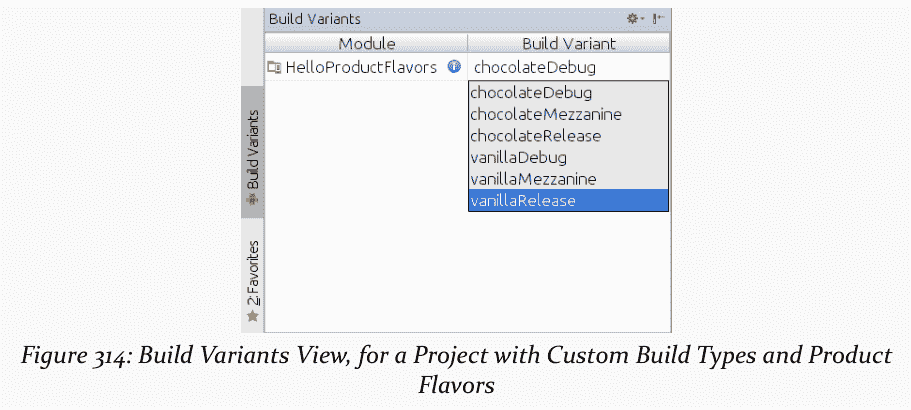 Build Variants
Module Build Variant
HelloProductFlavors chocolateDebug
chocolateDebug
chocolateMezzanine
chocolateRelease
vanillaDebug
vanillaMezzanine
vanillaRelease
Build Variants
2: Favorites
Figure 314: Build Variants View, for a Project with Custom Build Types and Product
Flavors